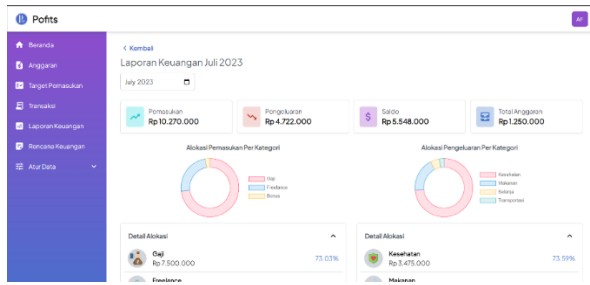 Pofits
AY
Beranda
Anggaran
Target Pemasukan
Transaksi
Laporan Keuangan
Rencana Keuangan
Atur Data
< Kembali
Laporan Keuangan Juli 2023
July 2023
Pemasukan
Rp 10.270.000
Pengeluaran
Rp 4.722.000
Saldo
Rp 5.548.000
Total Anggaran
Rp 1.250.000
Alokasi Pemasukan Per Kategori
Gaji
Freelance
Bonus
Alokasi Pengeluaran Per Kategori
Kesehatan
Makanan
Belanja
Transportasi
Detail Alokasi
Gaji
Rp 7.500.000
73.03%
Freelance
Detail Alokasi
Kesehatan
Rp 3.475.000
73.59%
Makanan